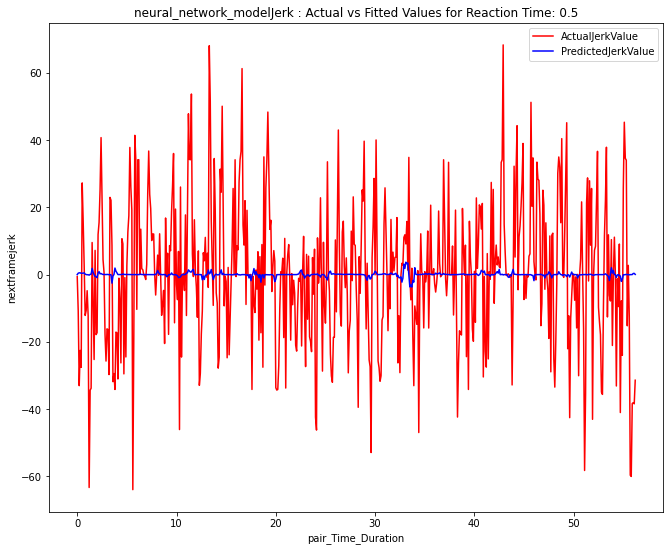 neural_network_modelJerk : Actual vs Fitted Values for Reaction Time: 0.5
ActualJerkValue
PredictedJerkValue
60
40
20
0
−20
−40
−60
nextframejerk
0 10 20 30 40 50
pair_Time_Duration